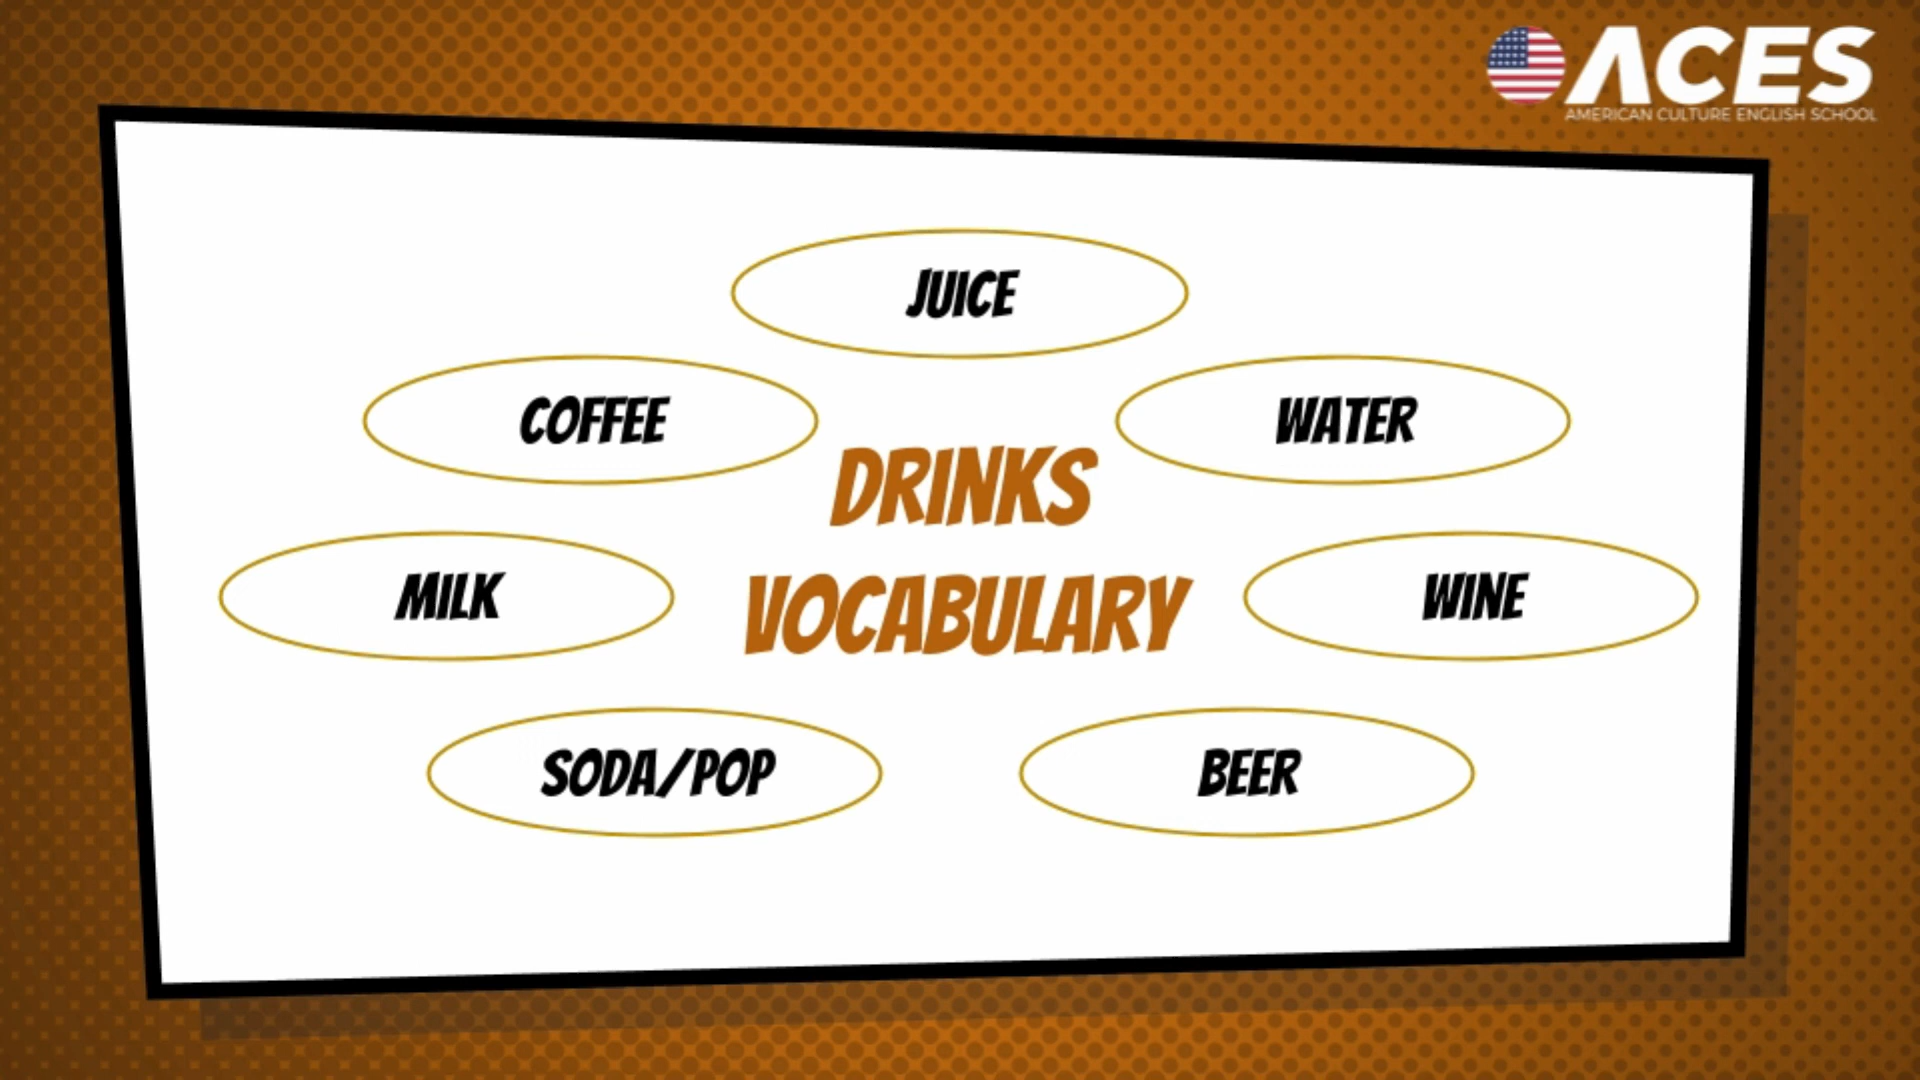 ACES
AMERICAN CULTURE ENGLISH SCHOOL
JUICE
COFFEE
WATER
DRINKS
VOCABULARY
MILK
WINE
SODA/POP
BEER